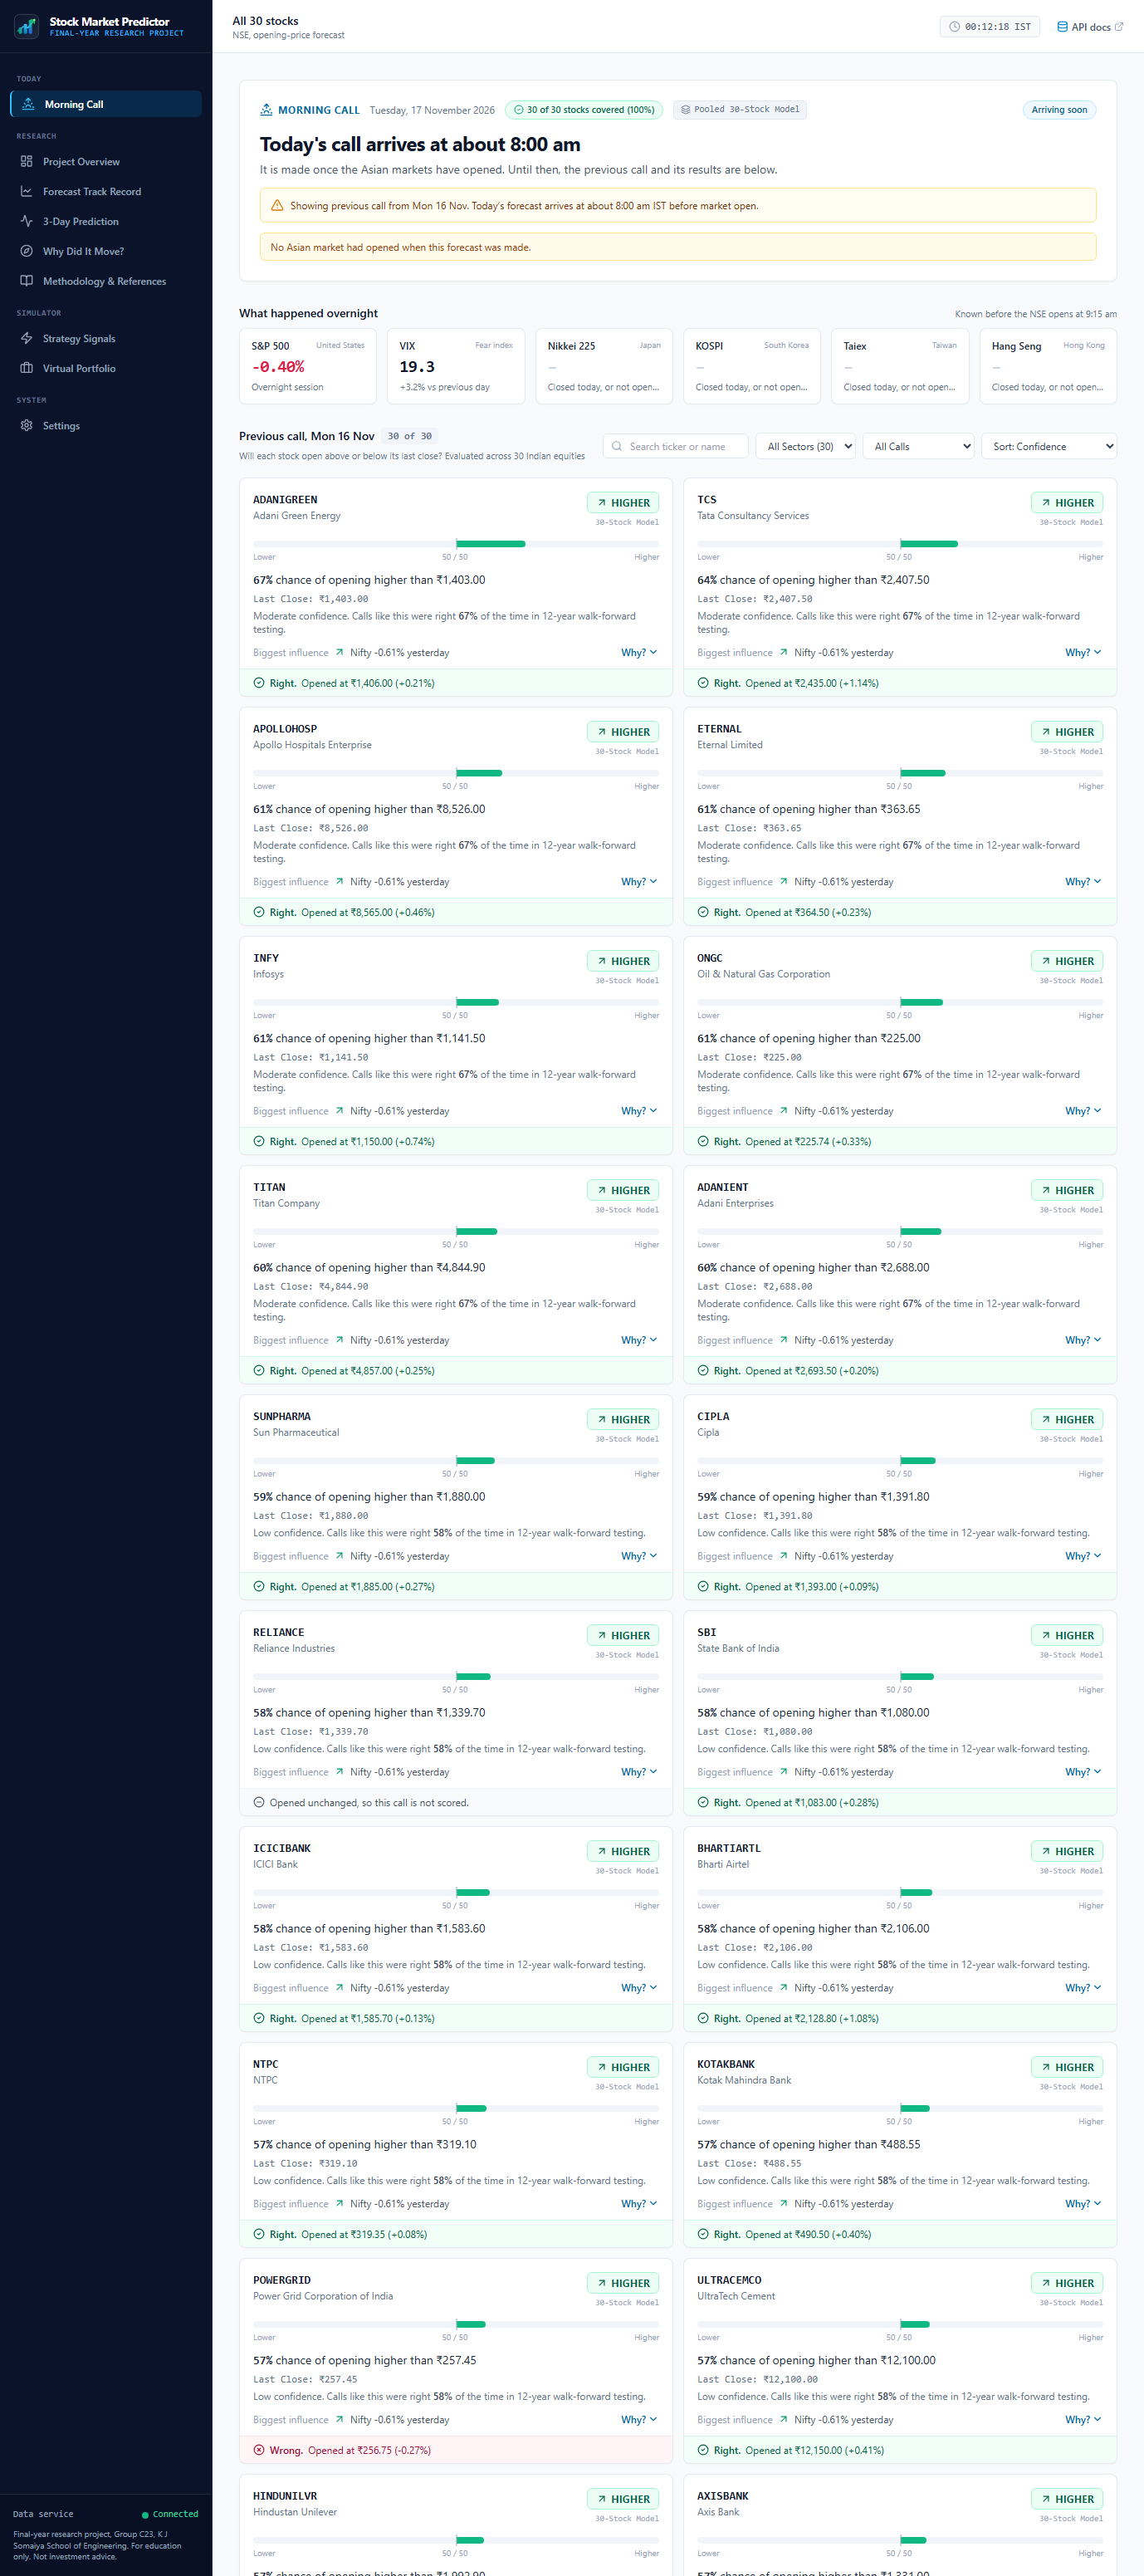 Stock Market Predictor
FINAL-YEAR RESEARCH PROJECT
TODAY
Morning Call
RESEARCH
Project Overview
Forecast Track Record
3-Day Prediction
Why Did It Move?
Methodology & References
SIMULATOR
Strategy Signals
Virtual Portfolio
SYSTEM
Settings
Data service
Connected
Final-year research project, Group C23, K J
Somaiya School of Engineering. For education
only. Not investment advice.
All 30 stocks
NSE, opening-price forecast
00:12:18 IST
API docs
MORNING CALL
Tuesday, 17 November 2026
30 of 30 stocks covered (100%)
Pooled 30-Stock Model
Arriving soon
Today's call arrives at about 8:00 am
It is made once the Asian markets have opened. Until then, the previous call and its results are below.
Showing previous call from Mon 16 Nov. Today's forecast arrives at about 8:00 am IST before market open.
No Asian market had opened when this forecast was made.
What happened overnight
Known before the NSE opens at 9:15 am
S&P 500
United States
-0.40%
Overnight session
VIX
Fear index
19.3
+3.2% vs previous day
Nikkei 225
Japan
—
Closed today, or not open...
KOSPI
South Korea
—
Closed today, or not open...
Taiex
Taiwan
—
Closed today, or not open...
Hang Seng
Hong Kong
—
Closed today, or not open...
Previous call, Mon 16 Nov
30 of 30
Will each stock open above or below its last close? Evaluated across 30 Indian equities
Search ticker or name
All Sectors (30)
All Calls
Sort: Confidence
ADANIGREEN
HIGHER
Adani Green Energy
30-Stock Model
Lower
50 / 50
Higher
67% chance of opening higher than ₹1,403.00
Last Close: ₹1,403.00
Moderate confidence. Calls like this were right 67% of the time in 12-year walk-forward
testing.
Biggest influence
Nifty -0.61% yesterday
Why?
Right. Opened at ₹1,406.00 (+0.21%)
TCS
HIGHER
Tata Consultancy Services
30-Stock Model
Lower
50 / 50
Higher
64% chance of opening higher than ₹2,407.50
Last Close: ₹2,407.50
Moderate confidence. Calls like this were right 67% of the time in 12-year walk-forward
testing.
Biggest influence
Nifty -0.61% yesterday
Why?
Right. Opened at ₹2,435.00 (+1.14%)
APOLLOHOSP
HIGHER
Apollo Hospitals Enterprise
30-Stock Model
Lower
50 / 50
Higher
61% chance of opening higher than ₹8,526.00
Last Close: ₹8,526.00
Moderate confidence. Calls like this were right 67% of the time in 12-year walk-forward
testing.
Biggest influence
Nifty -0.61% yesterday
Why?
Right. Opened at ₹8,565.00 (+0.46%)
ETERNAL
HIGHER
Eternal Limited
30-Stock Model
Lower
50 / 50
Higher
61% chance of opening higher than ₹363.65
Last Close: ₹363.65
Moderate confidence. Calls like this were right 67% of the time in 12-year walk-forward
testing.
Biggest influence
Nifty -0.61% yesterday
Why?
Right. Opened at ₹364.50 (+0.23%)
INFY
HIGHER
Infosys
30-Stock Model
Lower
50 / 50
Higher
61% chance of opening higher than ₹1,141.50
Last Close: ₹1,141.50
Moderate confidence. Calls like this were right 67% of the time in 12-year walk-forward
testing.
Biggest influence
Nifty -0.61% yesterday
Why?
Right. Opened at ₹1,150.00 (+0.74%)
ONGC
HIGHER
Oil & Natural Gas Corporation
30-Stock Model
Lower
50 / 50
Higher
61% chance of opening higher than ₹225.00
Last Close: ₹225.00
Moderate confidence. Calls like this were right 67% of the time in 12-year walk-forward
testing.
Biggest influence
Nifty -0.61% yesterday
Why?
Right. Opened at ₹225.74 (+0.33%)
TITAN
HIGHER
Titan Company
30-Stock Model
Lower
50 / 50
Higher
60% chance of opening higher than ₹4,844.90
Last Close: ₹4,844.90
Moderate confidence. Calls like this were right 67% of the time in 12-year walk-forward
testing.
Biggest influence
Nifty -0.61% yesterday
Why?
Right. Opened at ₹4,857.00 (+0.25%)
ADANIENT
HIGHER
Adani Enterprises
30-Stock Model
Lower
50 / 50
Higher
60% chance of opening higher than ₹2,688.00
Last Close: ₹2,688.00
Moderate confidence. Calls like this were right 67% of the time in 12-year walk-forward
testing.
Biggest influence
Nifty -0.61% yesterday
Why?
Right. Opened at ₹2,693.50 (+0.20%)
SUNPHARMA
HIGHER
Sun Pharmaceutical
30-Stock Model
Lower
50 / 50
Higher
59% chance of opening higher than ₹1,880.00
Last Close: ₹1,880.00
Low confidence. Calls like this were right 58% of the time in 12-year walk-forward testing.
Biggest influence
Nifty -0.61% yesterday
Why?
Right. Opened at ₹1,885.00 (+0.27%)
CIPLA
HIGHER
Cipla
30-Stock Model
Lower
50 / 50
Higher
59% chance of opening higher than ₹1,391.80
Last Close: ₹1,391.80
Low confidence. Calls like this were right 58% of the time in 12-year walk-forward testing.
Biggest influence
Nifty -0.61% yesterday
Why?
Right. Opened at ₹1,393.00 (+0.09%)
RELIANCE
HIGHER
Reliance Industries
30-Stock Model
Lower
50 / 50
Higher
58% chance of opening higher than ₹1,339.70
Last Close: ₹1,339.70
Low confidence. Calls like this were right 58% of the time in 12-year walk-forward testing.
Biggest influence
Nifty -0.61% yesterday
Why?
Opened unchanged, so this call is not scored.
SBI
HIGHER
State Bank of India
30-Stock Model
Lower
50 / 50
Higher
58% chance of opening higher than ₹1,080.00
Last Close: ₹1,080.00
Low confidence. Calls like this were right 58% of the time in 12-year walk-forward testing.
Biggest influence
Nifty -0.61% yesterday
Why?
Right. Opened at ₹1,083.00 (+0.28%)
ICICIBANK
HIGHER
ICICI Bank
30-Stock Model
Lower
50 / 50
Higher
58% chance of opening higher than ₹1,583.60
Last Close: ₹1,583.60
Low confidence. Calls like this were right 58% of the time in 12-year walk-forward testing.
Biggest influence
Nifty -0.61% yesterday
Why?
Right. Opened at ₹1,585.70 (+0.13%)
BHARTIARTL
HIGHER
Bharti Airtel
30-Stock Model
Lower
50 / 50
Higher
58% chance of opening higher than ₹2,106.00
Last Close: ₹2,106.00
Low confidence. Calls like this were right 58% of the time in 12-year walk-forward testing.
Biggest influence
Nifty -0.61% yesterday
Why?
Right. Opened at ₹2,128.80 (+1.08%)
NTPC
HIGHER
NTPC
30-Stock Model
Lower
50 / 50
Higher
57% chance of opening higher than ₹319.10
Last Close: ₹319.10
Low confidence. Calls like this were right 58% of the time in 12-year walk-forward testing.
Biggest influence
Nifty -0.61% yesterday
Why?
Right. Opened at ₹319.35 (+0.08%)
KOTAKBANK
HIGHER
Kotak Mahindra Bank
30-Stock Model
Lower
50 / 50
Higher
57% chance of opening higher than ₹488.55
Last Close: ₹488.55
Low confidence. Calls like this were right 58% of the time in 12-year walk-forward testing.
Biggest influence
Nifty -0.61% yesterday
Why?
Right. Opened at ₹490.50 (+0.40%)
POWERGRID
HIGHER
Power Grid Corporation of India
30-Stock Model
Lower
50 / 50
Higher
57% chance of opening higher than ₹257.45
Last Close: ₹257.45
Low confidence. Calls like this were right 58% of the time in 12-year walk-forward testing.
Biggest influence
Nifty -0.61% yesterday
Why?
Wrong. Opened at ₹256.75 (-0.27%)
ULTRACEMCO
HIGHER
UltraTech Cement
30-Stock Model
Lower
50 / 50
Higher
57% chance of opening higher than ₹12,100.00
Last Close: ₹12,100.00
Low confidence. Calls like this were right 58% of the time in 12-year walk-forward testing.
Biggest influence
Nifty -0.61% yesterday
Why?
Right. Opened at ₹12,150.00 (+0.41%)
HINDUNILVR
HIGHER
Hindustan Unilever
30-Stock Model
Lower
50 / 50
Higher
AXISBANK
HIGHER
Axis Bank
30-Stock Model
Lower
50 / 50
Higher